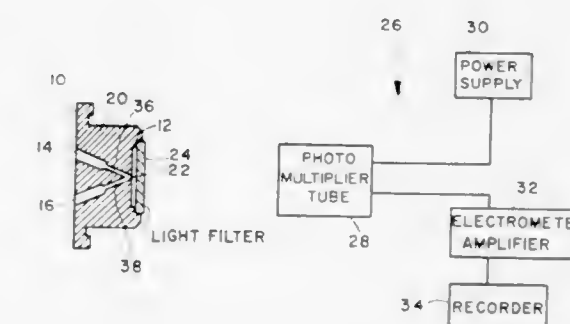 26
30
POWER
SUPPLY
10
20
36
12
14
24
22
16
LIGHT FILTER
38
PHOTO
MULTIPLIER
TUBE
28
32
ELECTROMETE
AMPLIFIER
34
RECORDER